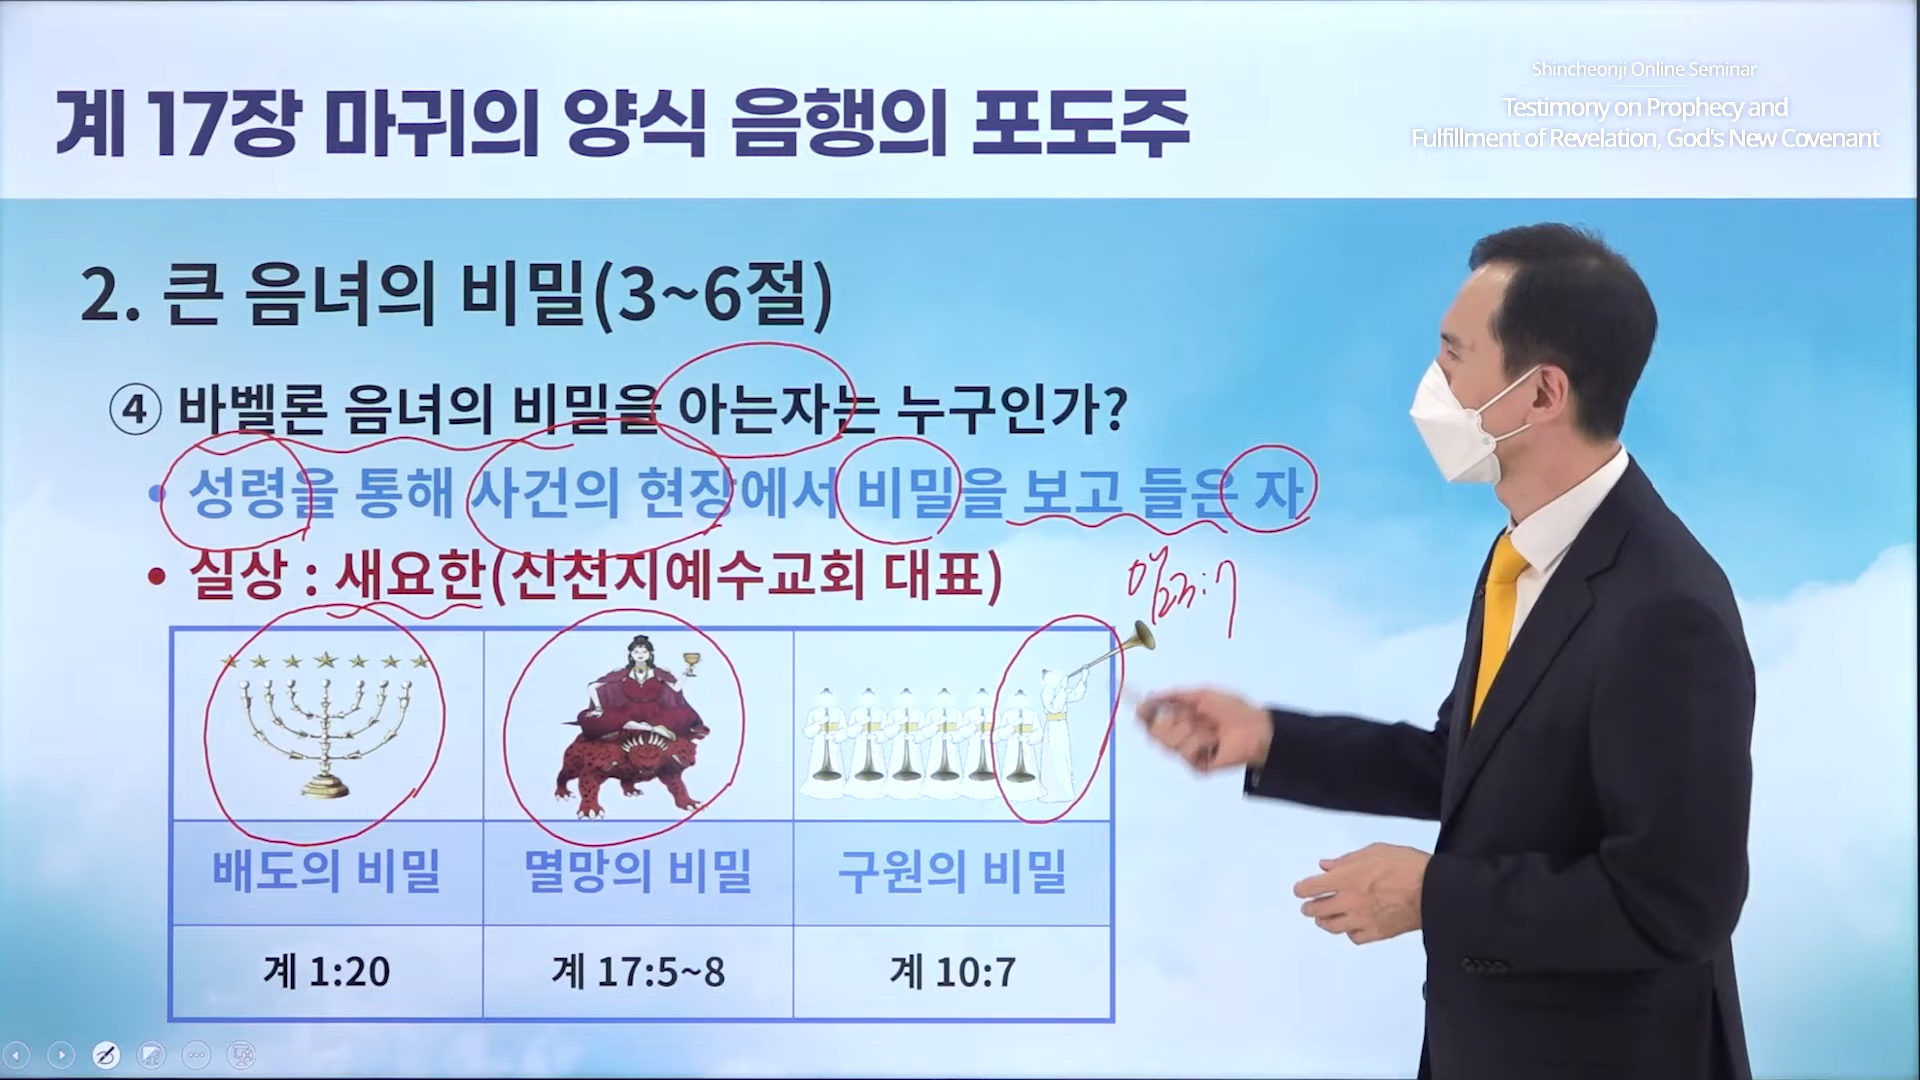 Shincheonji Online Seminar
Testimony on Prophecy and
Fulfillment of Revelation, God's New Covenant
계 17장 마귀의 양식 음행의 포도주
2. 큰 음녀의 비밀(3~6절)
④ 바벨론 음녀의 비밀을 아는자는 누구인가?
• 성령을 통해 사건의 현장에서 비밀을 보고 들은 자
• 실상 : 새요한(신천지예수교회 대표)
배도의 비밀 멸망의 비밀 구원의 비밀
계 1:20 계 17:5~8 계 10:7